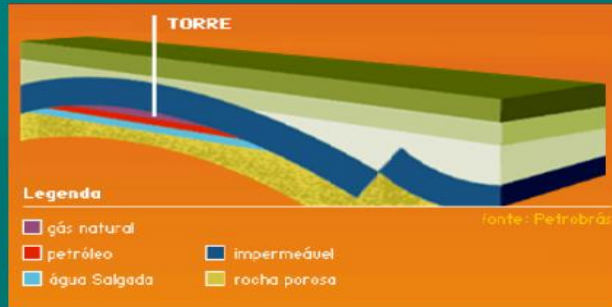 TORRE
Legenda
fonte: Petrobrás
gás natural
petróleo
impermeável
água Salgada
rocha porosa